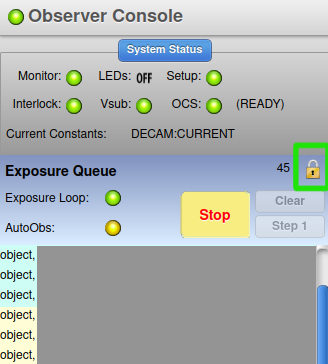 Observer Console
System Status
Monitor: LEDs: OFF Setup:
Interlock: Vsub: OCS: (READY)
Current Constants: DECAM:CURRENT
Exposure Queue 45
Exposure Loop:
Stop
Clear
AutoObs:
Step 1
object,
object,
object,
object,
object,
object,